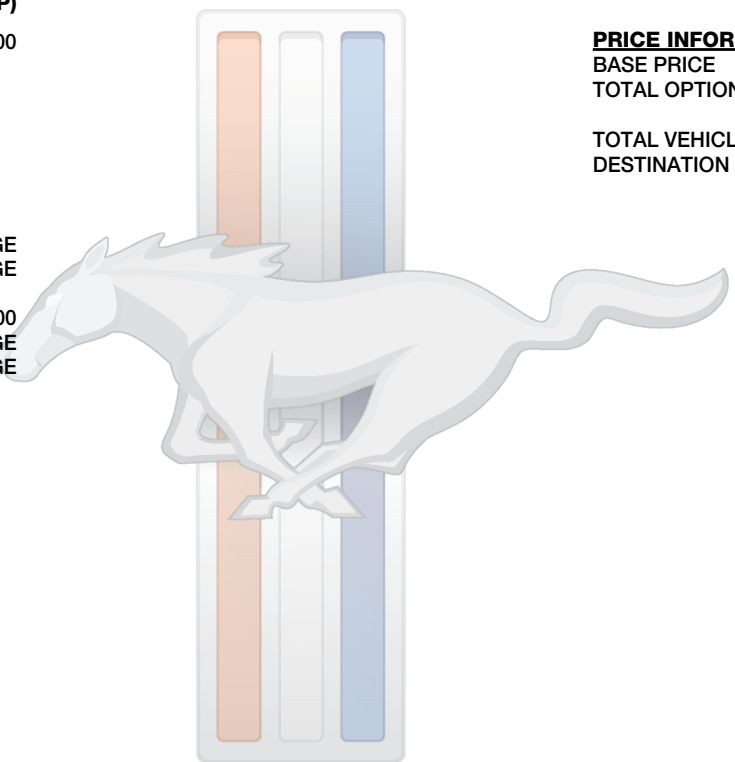 P)
00
GE
GE
00
GE
GE
PRICE INFOR
BASE PRICE
TOTAL OPTION
TOTAL VEHICL
DESTINATION